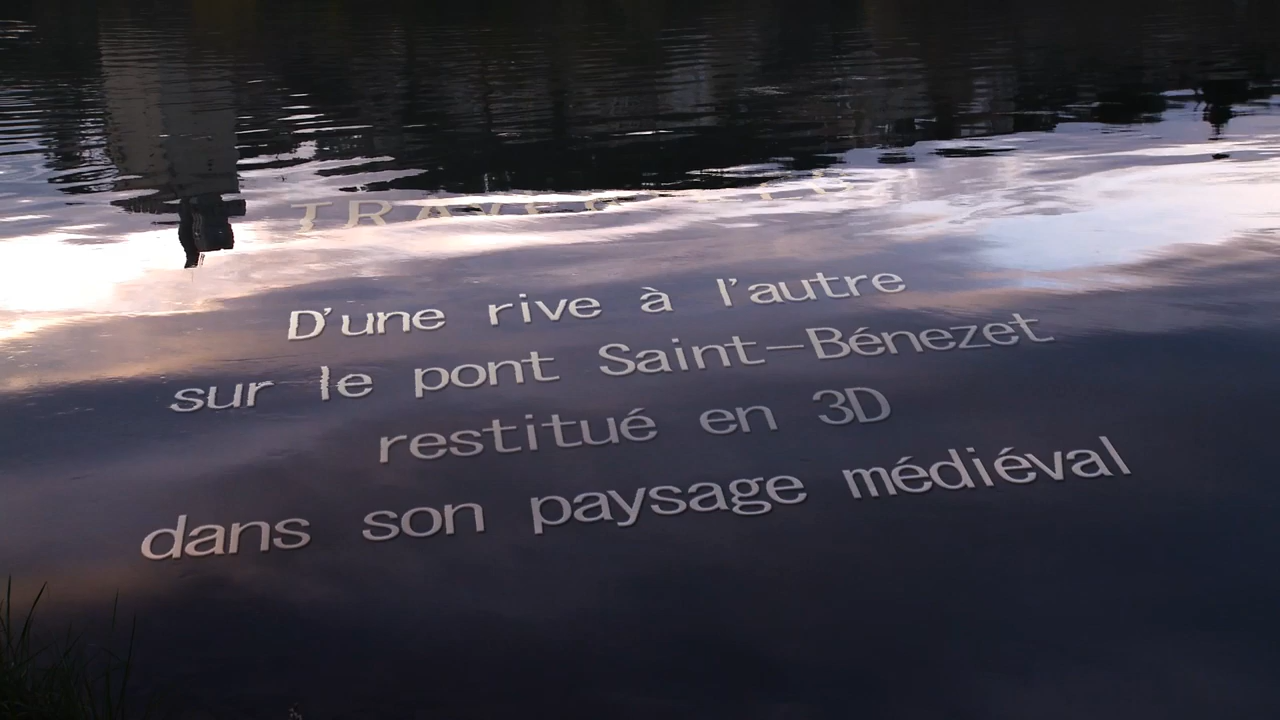 D'une rive à l'autre
sur le pont Saint-Bénezet
restitué en 3D
dans son paysage médiéval